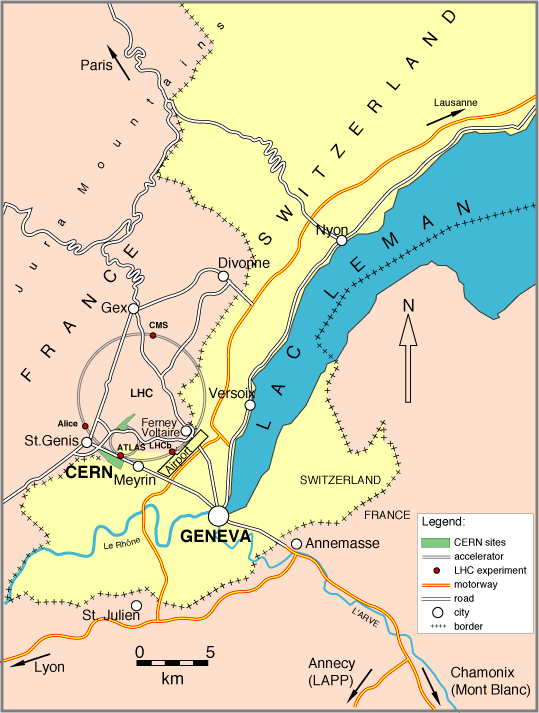 Paris
Jura Mountains
SWITZERLAND
Lausanne
FRANCE
Nyon
LAC LEMAN
Divonne
Gex
N
CMS
LHC
Versoix
Alice
Ferney
Voltaire
St.Genis
ATLAS
LHCb
Airport
CERN
Meyrin
SWITZERLAND
GENEVA
FRANCE
Le Rhône
Annemasse
Legend:
CERN sites
accelerator
LHC experiment
motorway
road
city
border
St. Julien
L'ARVE
Lyon
0 5
km
Annecy
(LAPP)
Chamonix
(Mont Blanc)